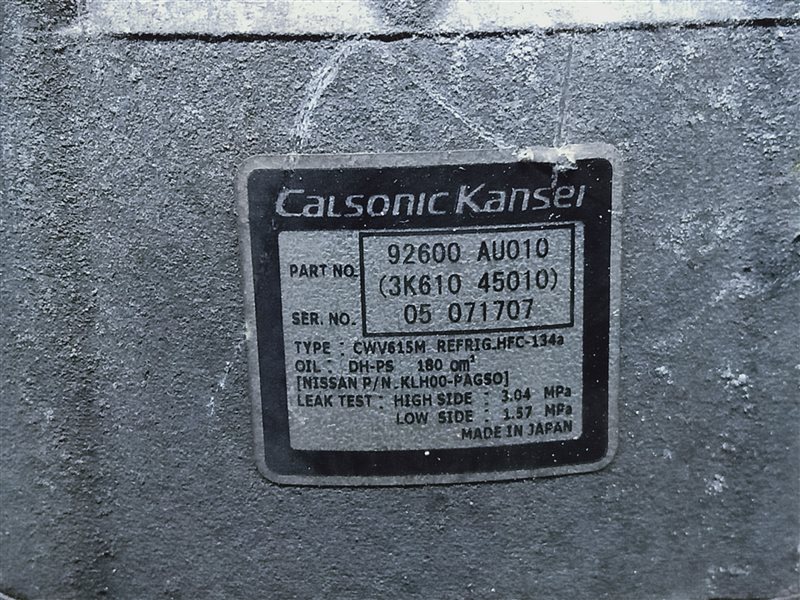 Calsonic Kansei
PART NO. 92600 AU010
(3K610 45010)
SER. NO. 05 071707
TYPE : CWV615M REFRIG.HFC-134a
OIL : DH-PS 180 cm³
[NISSAN P/N.KLH00-PAGS0]
LEAK TEST : HIGH SIDE : 3.04 MPa
LOW SIDE : 1.57 MPa
MADE IN JAPAN